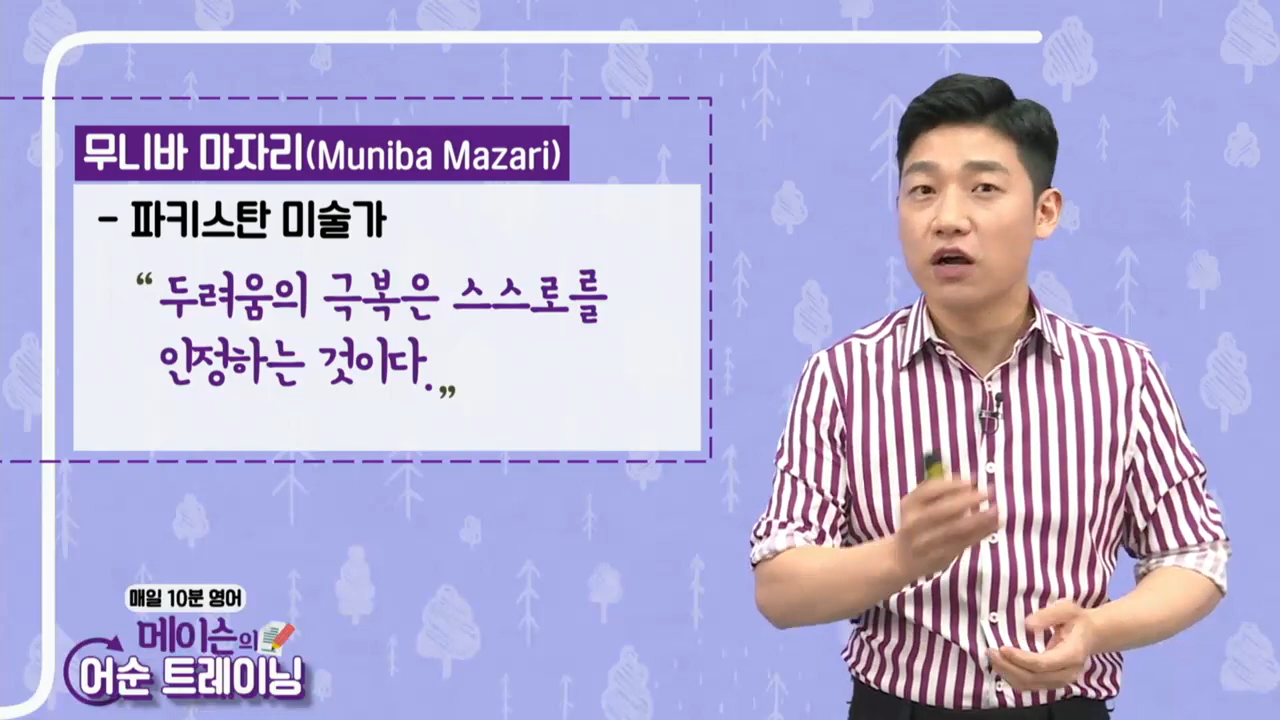 무니바 마자리(Muniba Mazari)
- 파키스탄 미술가
“ 두려움의 극복은 스스로를
인정하는 것이다. ”
매일 10분 영어
메이슨의
어순 트레이닝